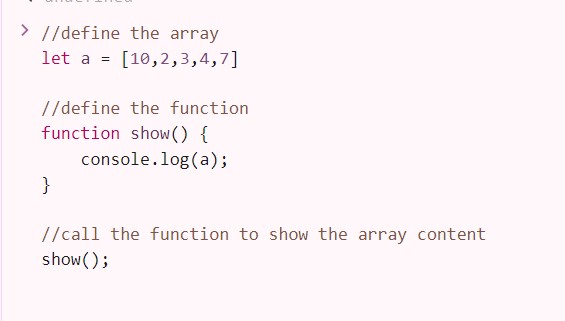 undefined
//define the array
let a = [10,2,3,4,7]
//define the function
function show() {
    console.log(a);
}
//call the function to show the array content
show();